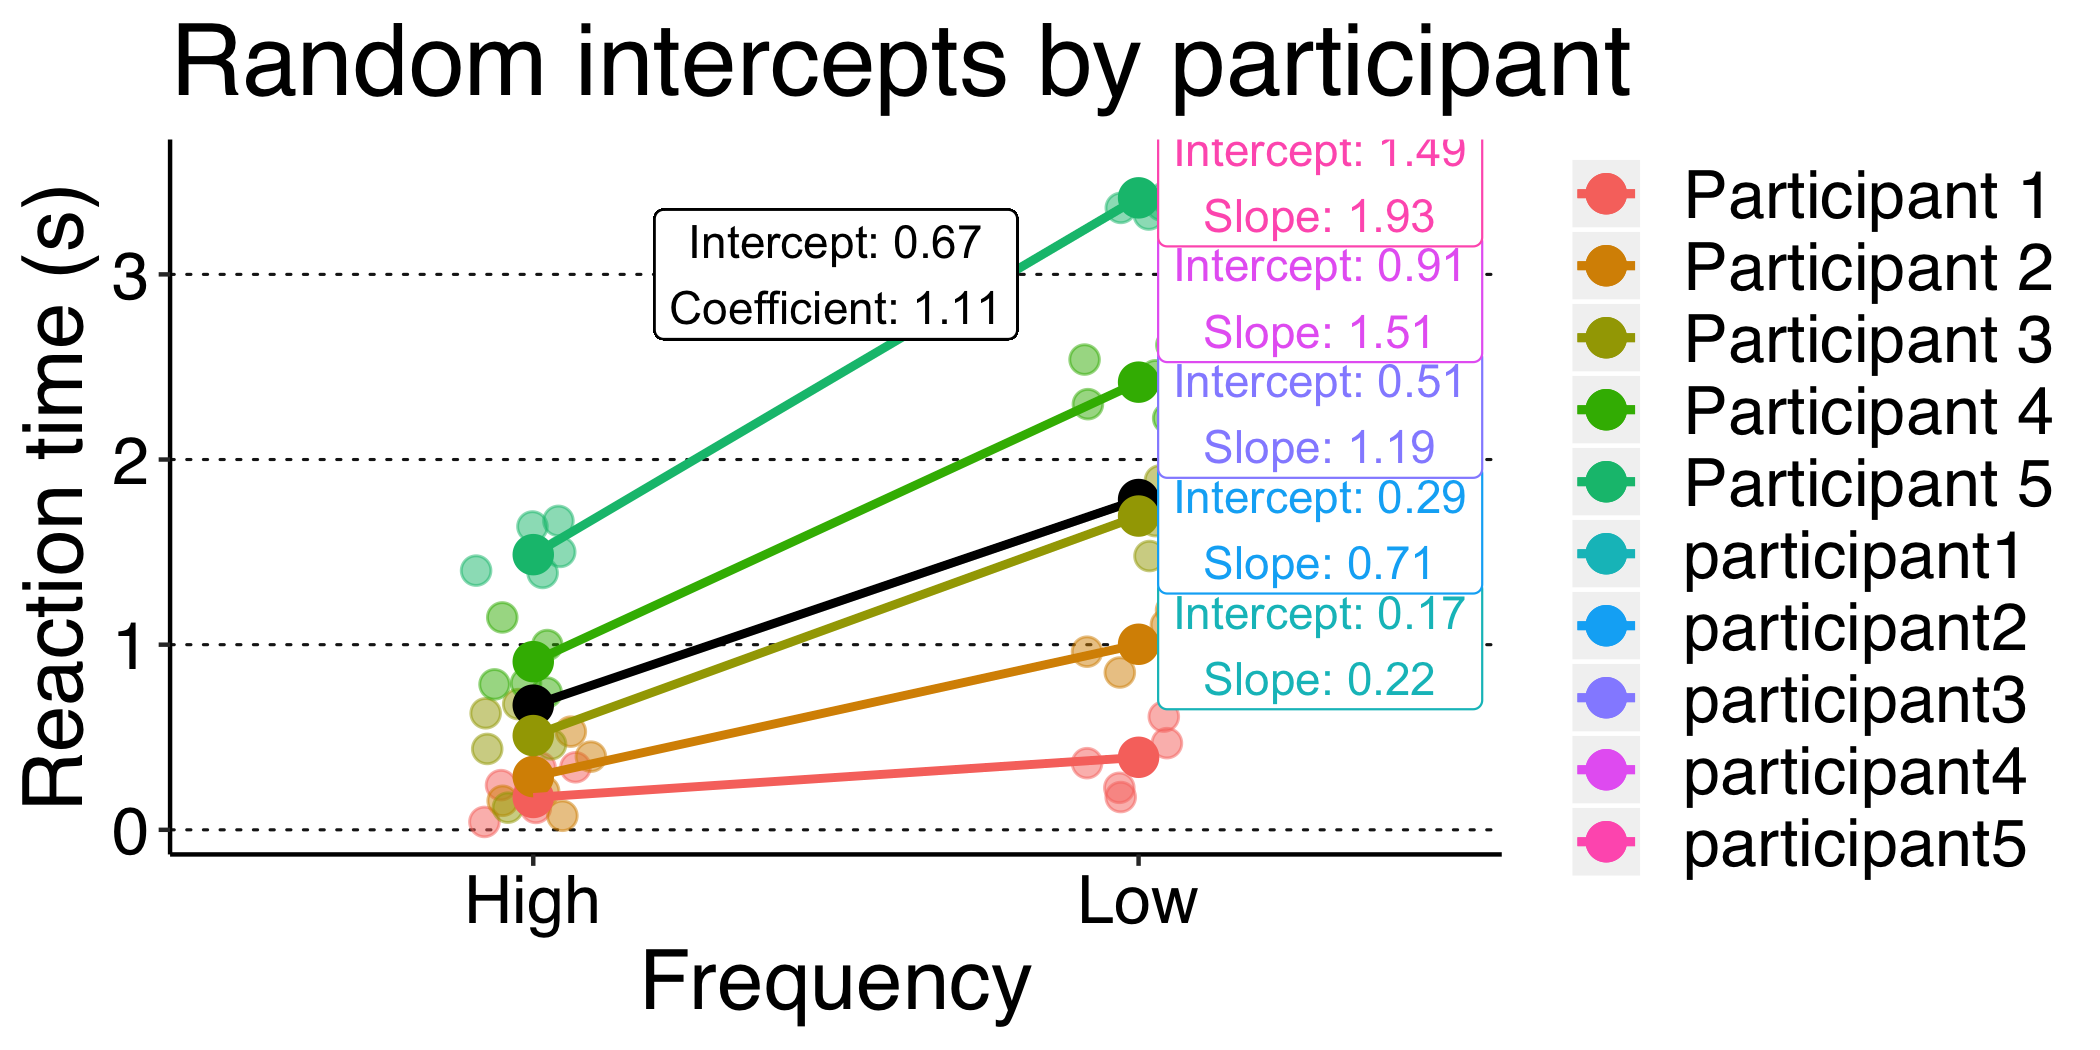 Random intercepts by participant
Reaction time (s)
3
2
1
0
Intercept: 0.67
Coefficient: 1.11
Intercept: 1.49
Slope: 1.93
Intercept: 0.91
Slope: 1.51
Intercept: 0.51
Slope: 1.19
Intercept: 0.29
Slope: 0.71
Intercept: 0.17
Slope: 0.22
High
Low
Frequency
Participant 1
Participant 2
Participant 3
Participant 4
Participant 5
participant1
participant2
participant3
participant4
participant5